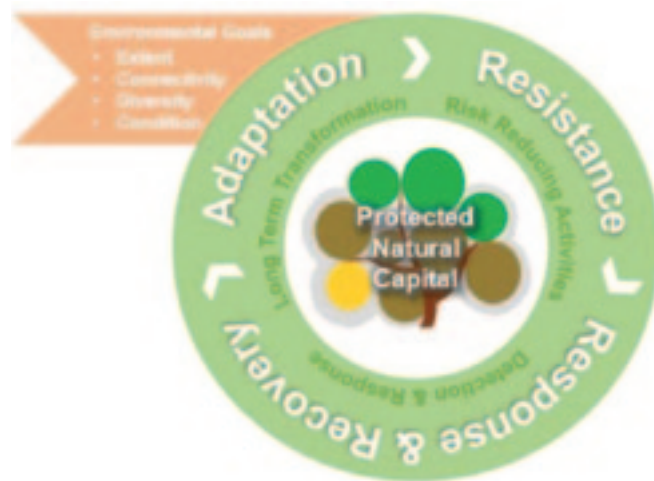 Environmental Goals
• Extent
• Connectivity
• Diversity
• Condition
Adaptation
Resistance
Response & Recovery
Long Term Transformation
Risk Reducing Activities
Detection & Response
Protected
Natural
Capital